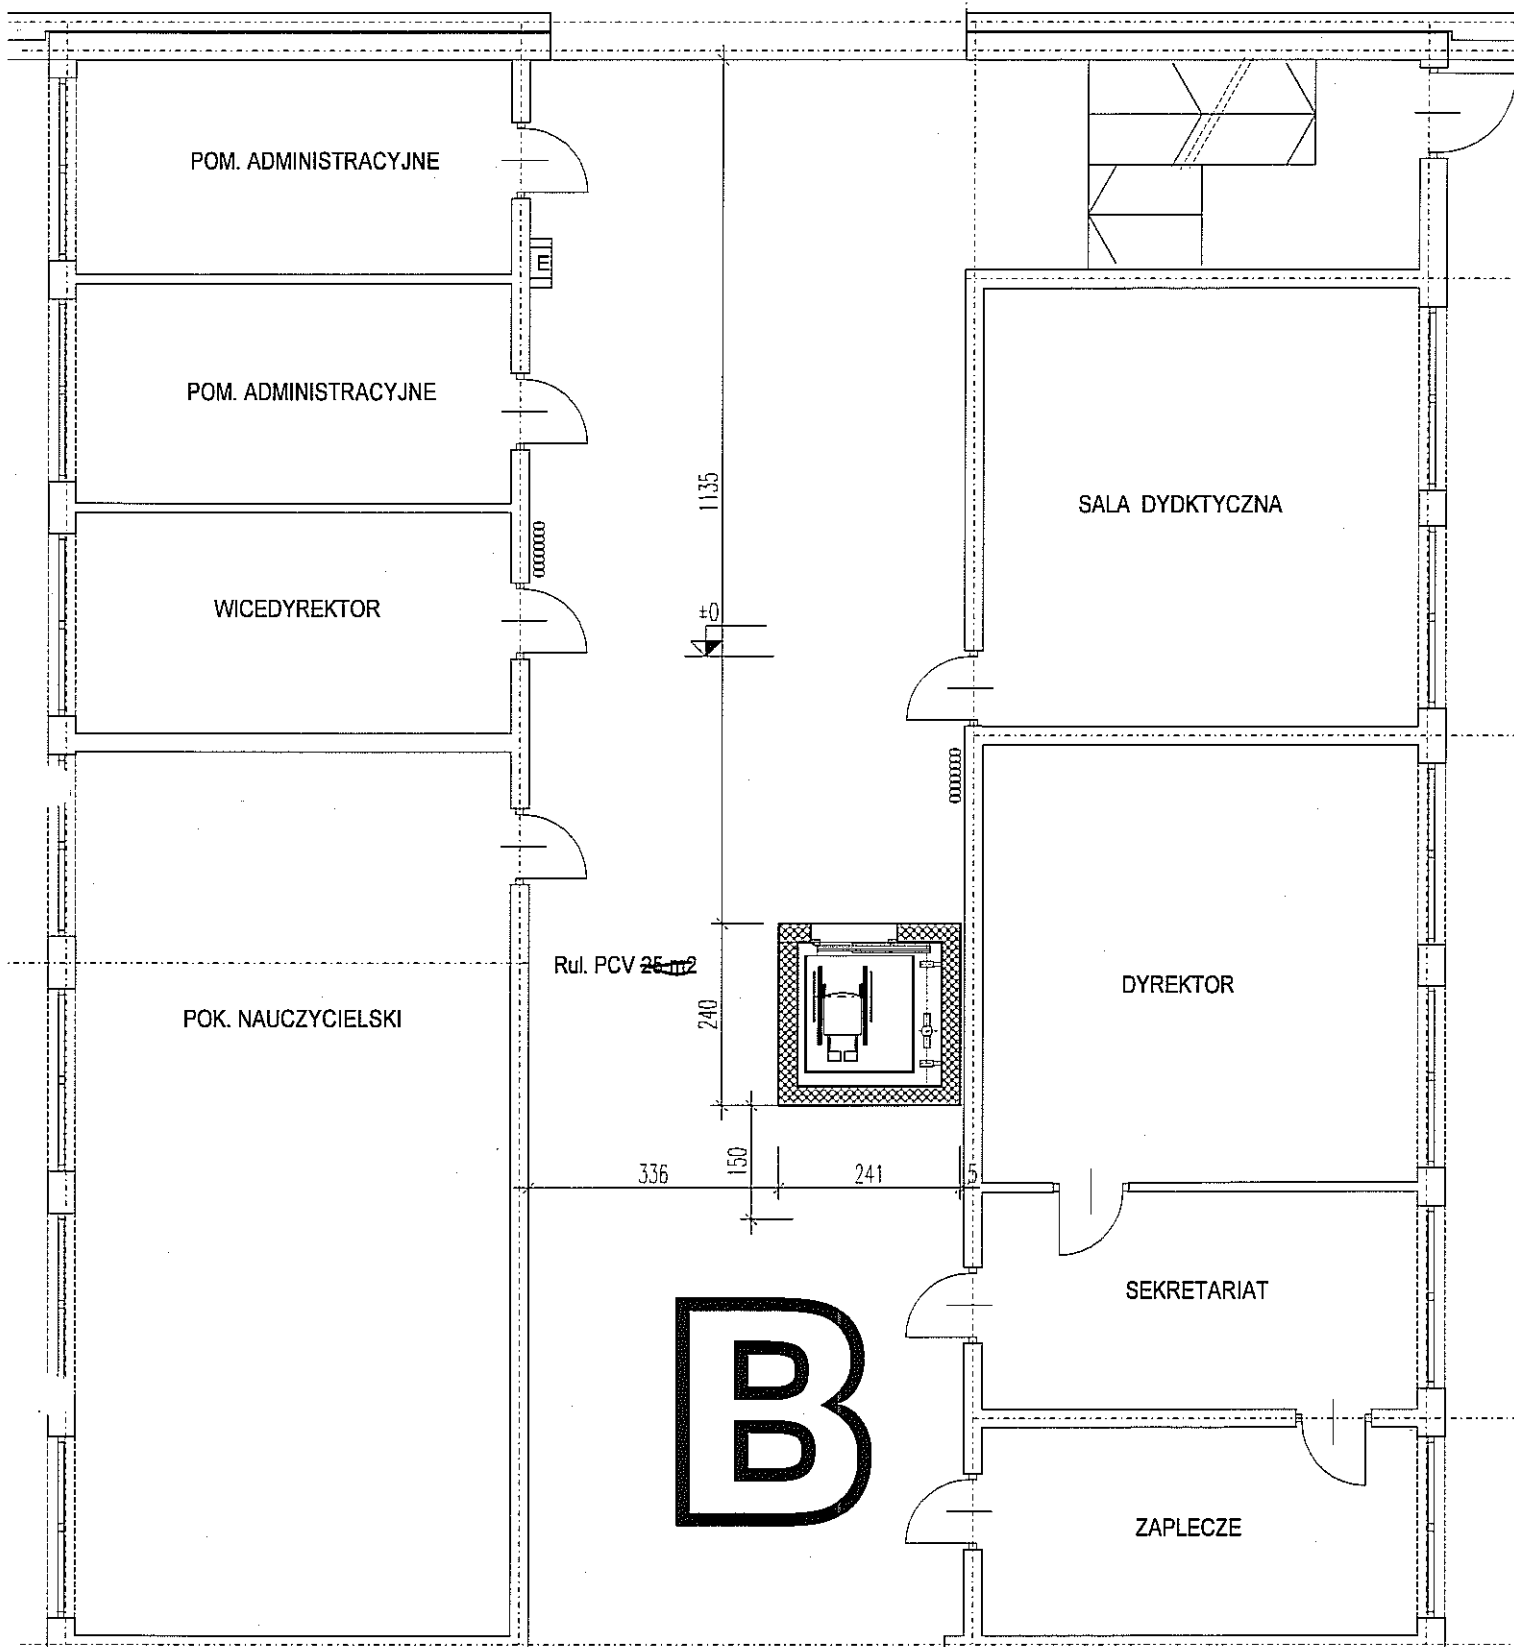 POM. ADMINISTRACYJNE
E
POM. ADMINISTRACYJNE
1135
SALA DYDKTYCZNA
WICEDYREKTOR
±0
Rul. PCV 25 m2
DYREKTOR
240
POK. NAUCZYCIELSKI
150
336
241
5
SEKRETARIAT
B
ZAPLECZE